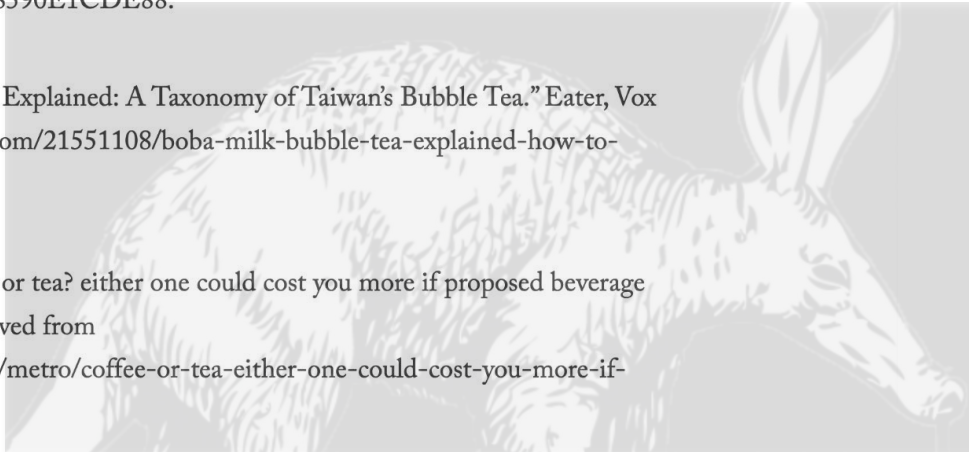 Explained: A Taxonomy of Taiwan's Bubble Tea.” Eater, Vox
om/21551108/boba-milk-bubble-tea-explained-how-to-
or tea? either one could cost you more if proposed beverage
ved from
/metro/coffee-or-tea-either-one-could-cost-you-more-if-